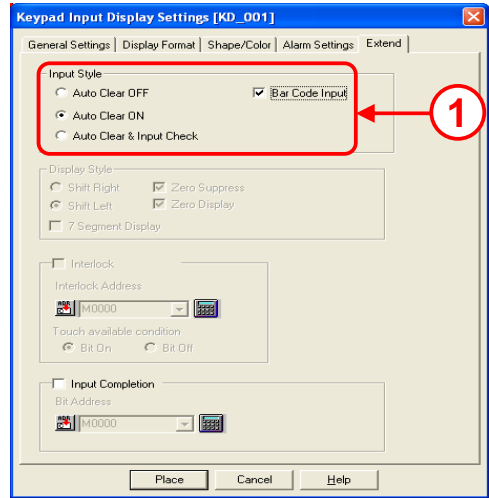 Keypad Input Display Settings [KD_001]
General Settings Display Format Shape/Color Alarm Settings Extend
Input Style
Auto Clear OFF Bar Code Input
Auto Clear ON
Auto Clear & Input Check
1
Display Style
Shift Right Zero Suppress
Shift Left Zero Display
7 Segment Display
Interlock
Interlock Address
M0000
Touch available condition
Bit On Bit Off
Input Completion
Bit Address
M0000
Place Cancel Help